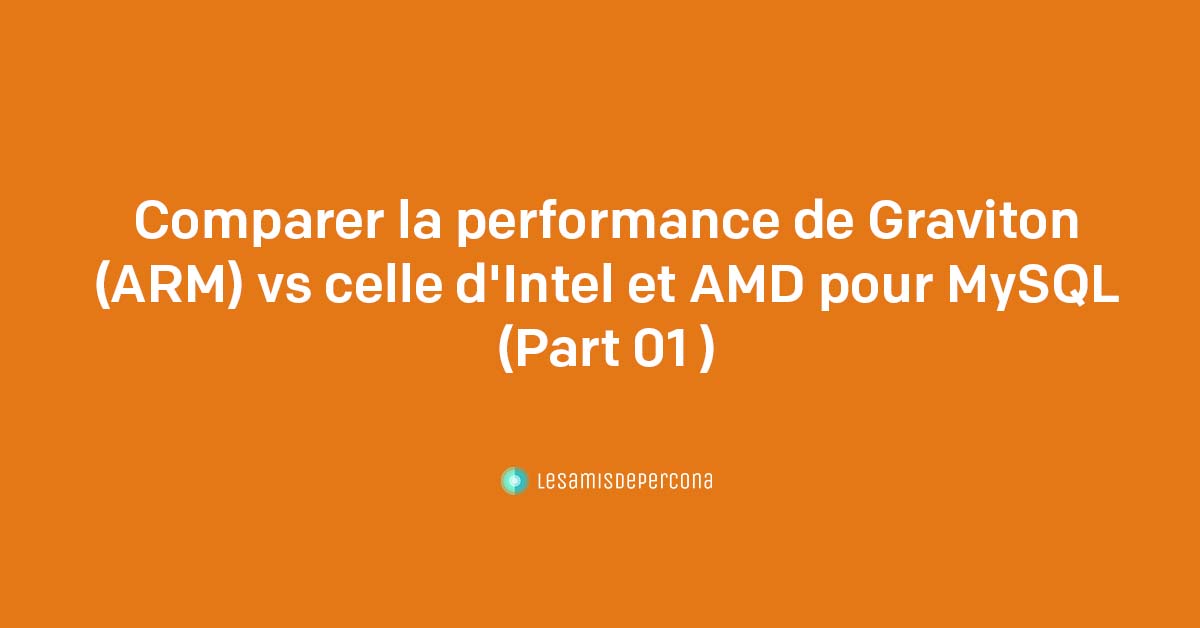 Comparer la performance de Graviton
(ARM) vs celle d'Intel et AMD pour MySQL
(Part 01 )
Lesamisdepercona